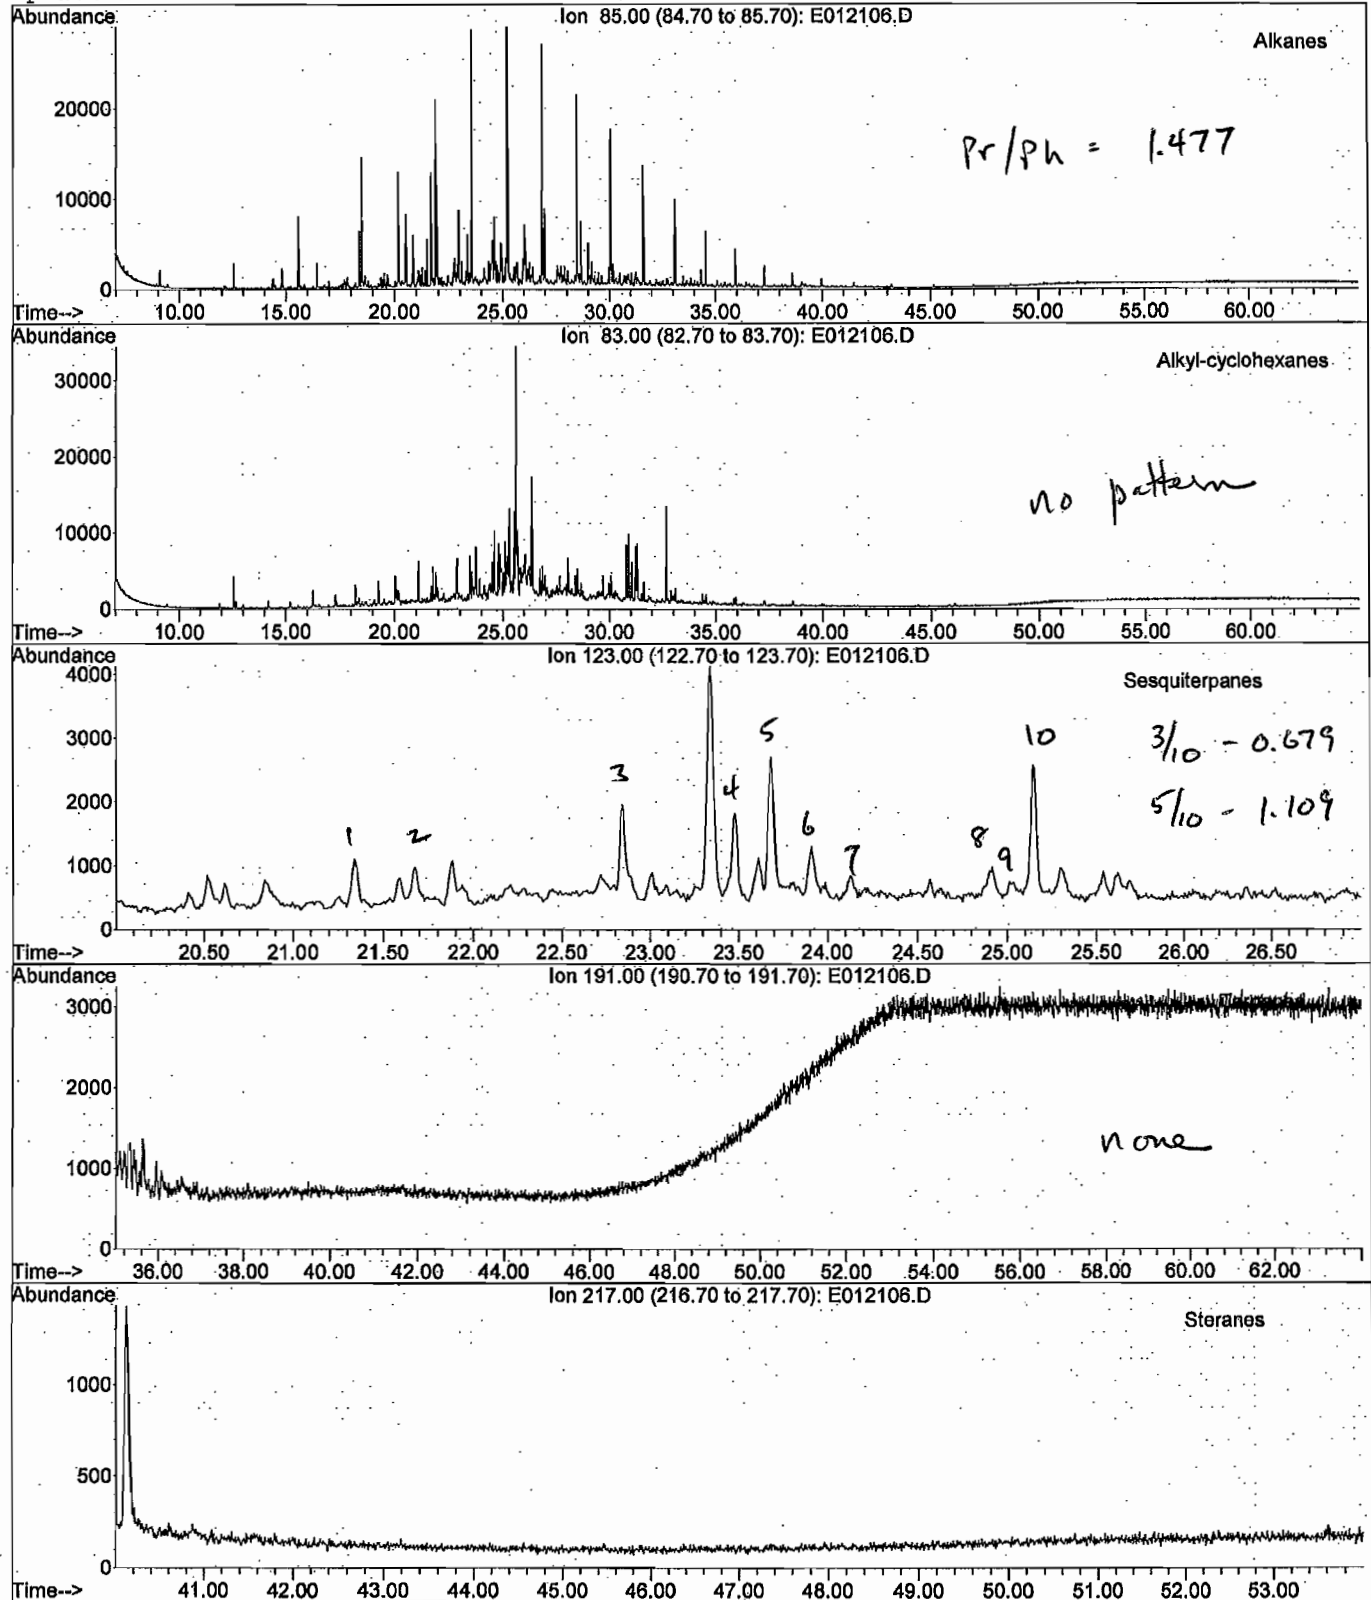 Abundance Ion 85.00 (84.70 to 85.70): E012106.D
Alkanes
20000
Pr/Ph = 1.477
10000
0
Time--> 10.00 15.00 20.00 25.00 30.00 35.00 40.00 45.00 50.00 55.00 60.00
Abundance Ion 83.00 (82.70 to 83.70): E012106.D
Alkyl-cyclohexanes
30000
20000
no pattern
10000
0
Time--> 10.00 15.00 20.00 25.00 30.00 35.00 40.00 45.00 50.00 55.00 60.00
Abundance Ion 123.00 (122.70 to 123.70): E012106.D
4000
Sesquiterpanes
3000
5 10 3/10 - 0.679
3 4 5/10 - 1.109
2000
1 2 6 7 8 9
1000
0
Time--> 20.50 21.00 21.50 22.00 22.50 23.00 23.50 24.00 24.50 25.00 25.50 26.00 26.50
Abundance Ion 191.00 (190.70 to 191.70): E012106.D
3000
2000
none
1000
0
Time--> 36.00 38.00 40.00 42.00 44.00 46.00 48.00 50.00 52.00 54.00 56.00 58.00 60.00 62.00
Abundance Ion 217.00 (216.70 to 217.70): E012106.D
Steranes
1000
500
0
Time--> 41.00 42.00 43.00 44.00 45.00 46.00 47.00 48.00 49.00 50.00 51.00 52.00 53.00